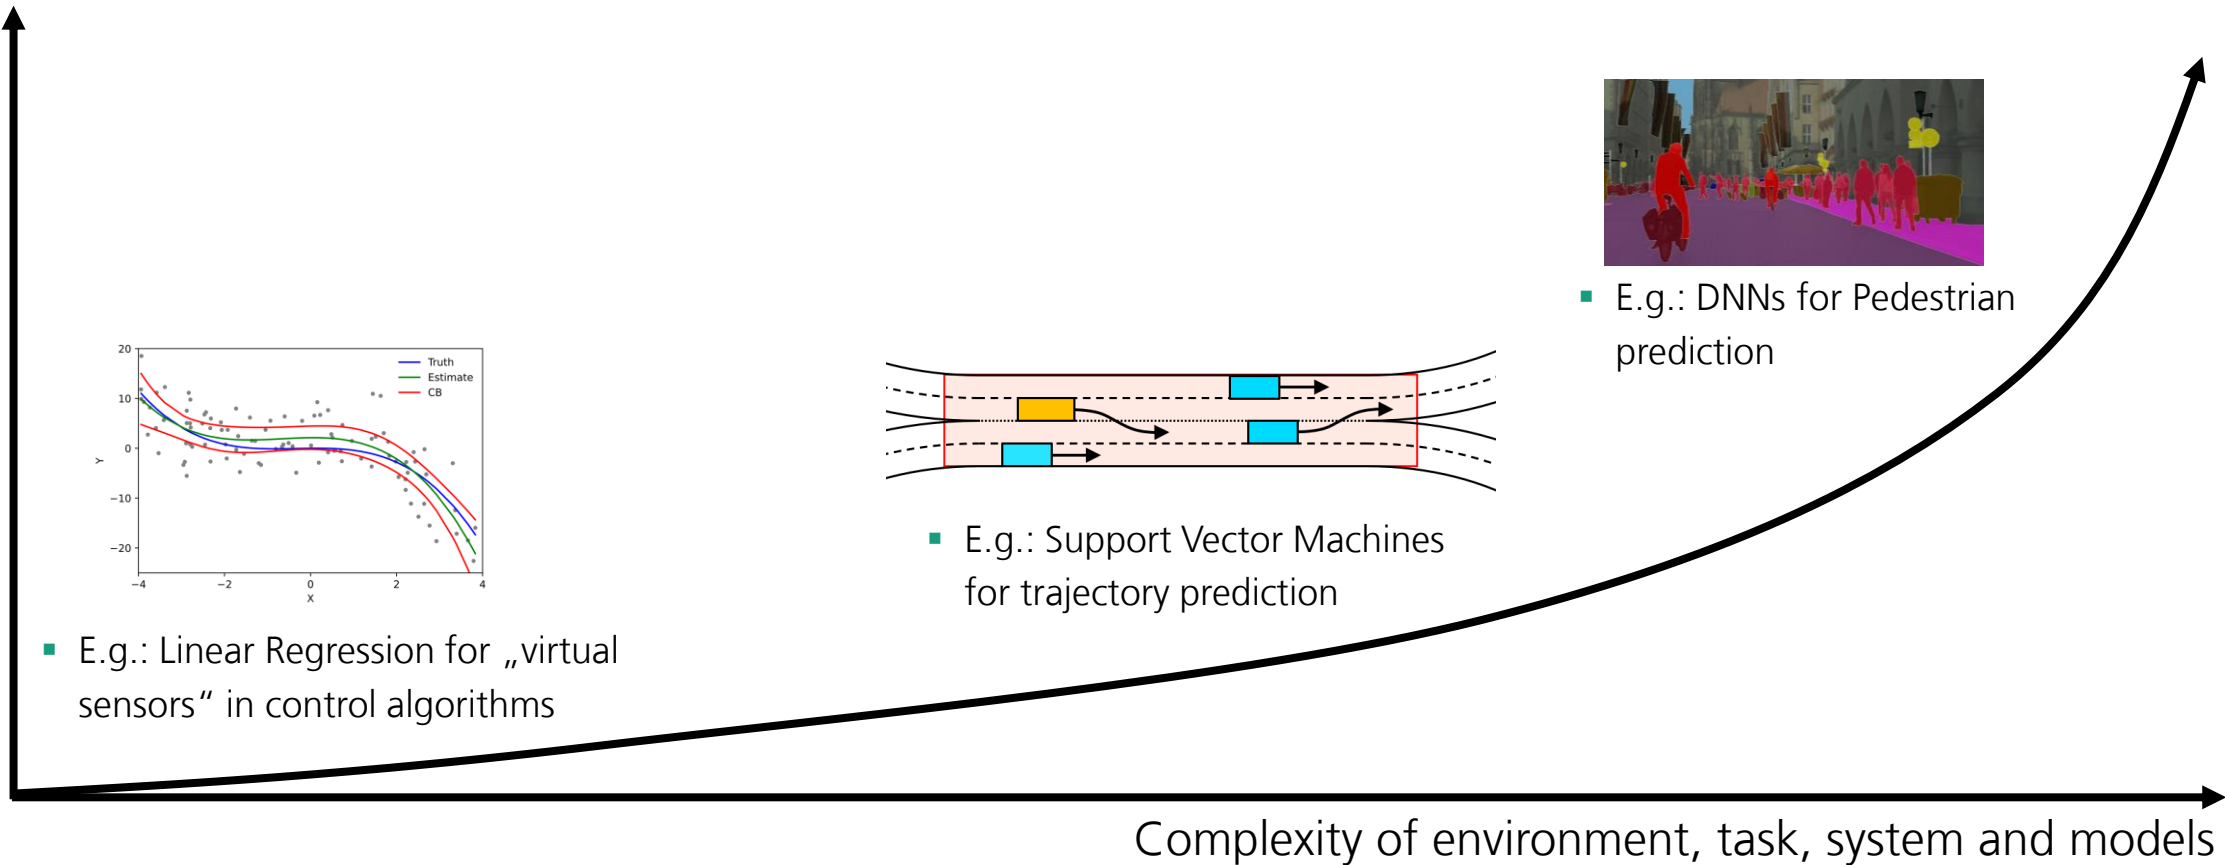 E.g.: DNNs for Pedestrian
prediction
20
10
0
−10
−20
Y
−4
−2
0
2
4
X
Truth
Estimate
CB
E.g.: Support Vector Machines
for trajectory prediction
E.g.: Linear Regression for „virtual
sensors“ in control algorithms
Complexity of environment, task, system and models